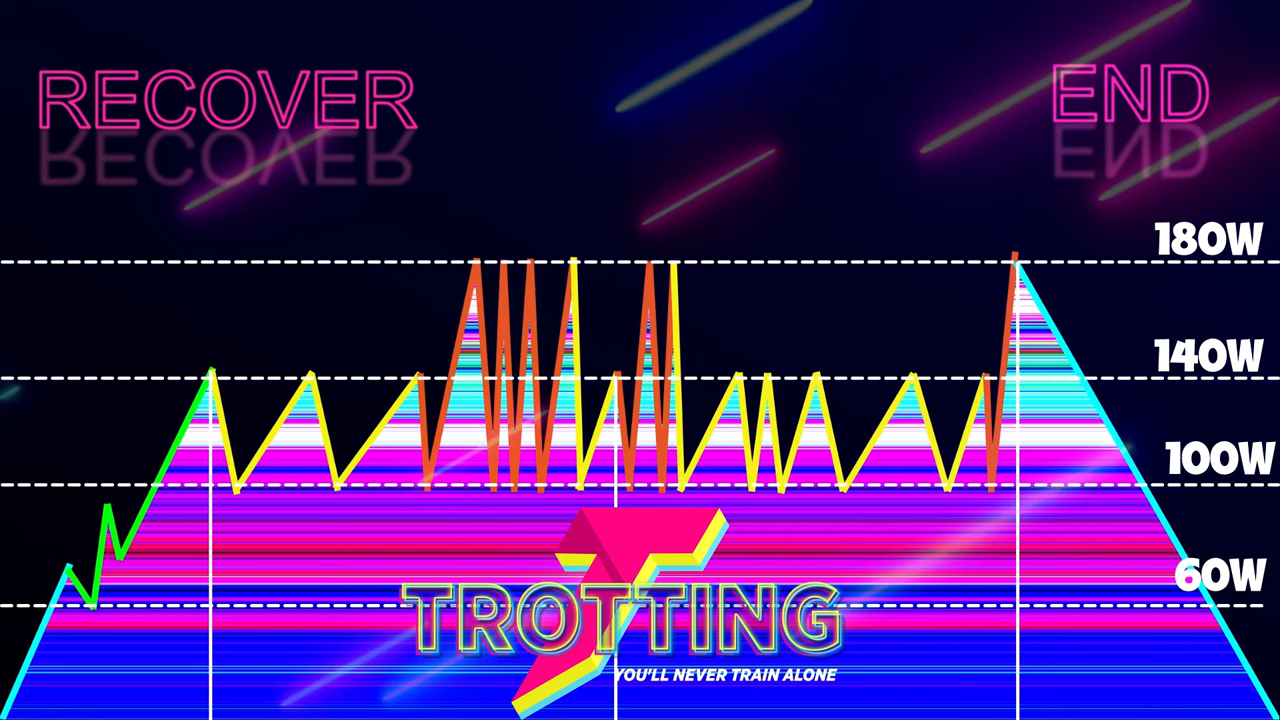 RECOVER
END
180W
140W
100W
60W
TROTTING
YOU'LL NEVER TRAIN ALONE